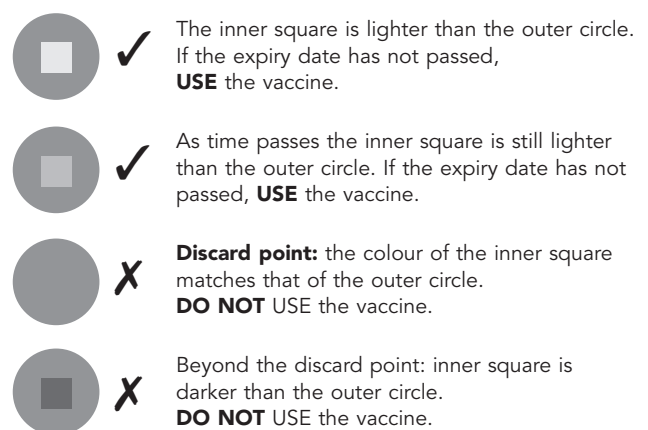 The inner square is lighter than the outer circle.
If the expiry date has not passed,
USE the vaccine.
As time passes the inner square is still lighter
than the outer circle. If the expiry date has not
passed, USE the vaccine.
Discard point: the colour of the inner square
matches that of the outer circle.
DO NOT USE the vaccine.
Beyond the discard point: inner square is
darker than the outer circle.
DO NOT USE the vaccine.